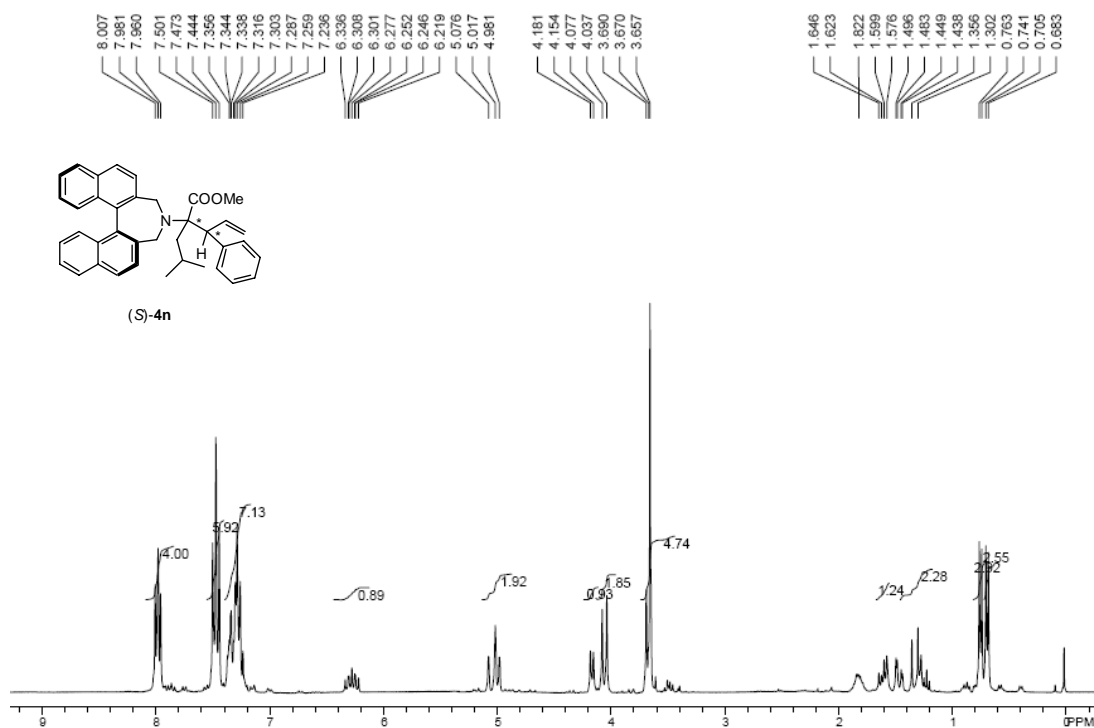 8.007 7.981 7.960 7.501 7.473 7.444 7.356 7.344 7.338 7.316 7.303 7.287 7.259 7.236 6.336 6.308 6.301 6.277 6.252 6.246 6.219 5.076 5.017 4.981 4.181 4.154 4.077 4.037 3.690 3.670 3.657 1.646 1.623 1.822 1.599 1.576 1.496 1.483 1.449 1.438 1.356 1.302 0.763 0.741 0.705 0.683
COOMe
N
*
*
H
(S)-4n
4.00 5.92 7.13 0.89 1.92 0.93 1.85 4.74 1.24 2.28 2.92 2.55
9 8 7 6 5 4 3 2 1 0 PPM